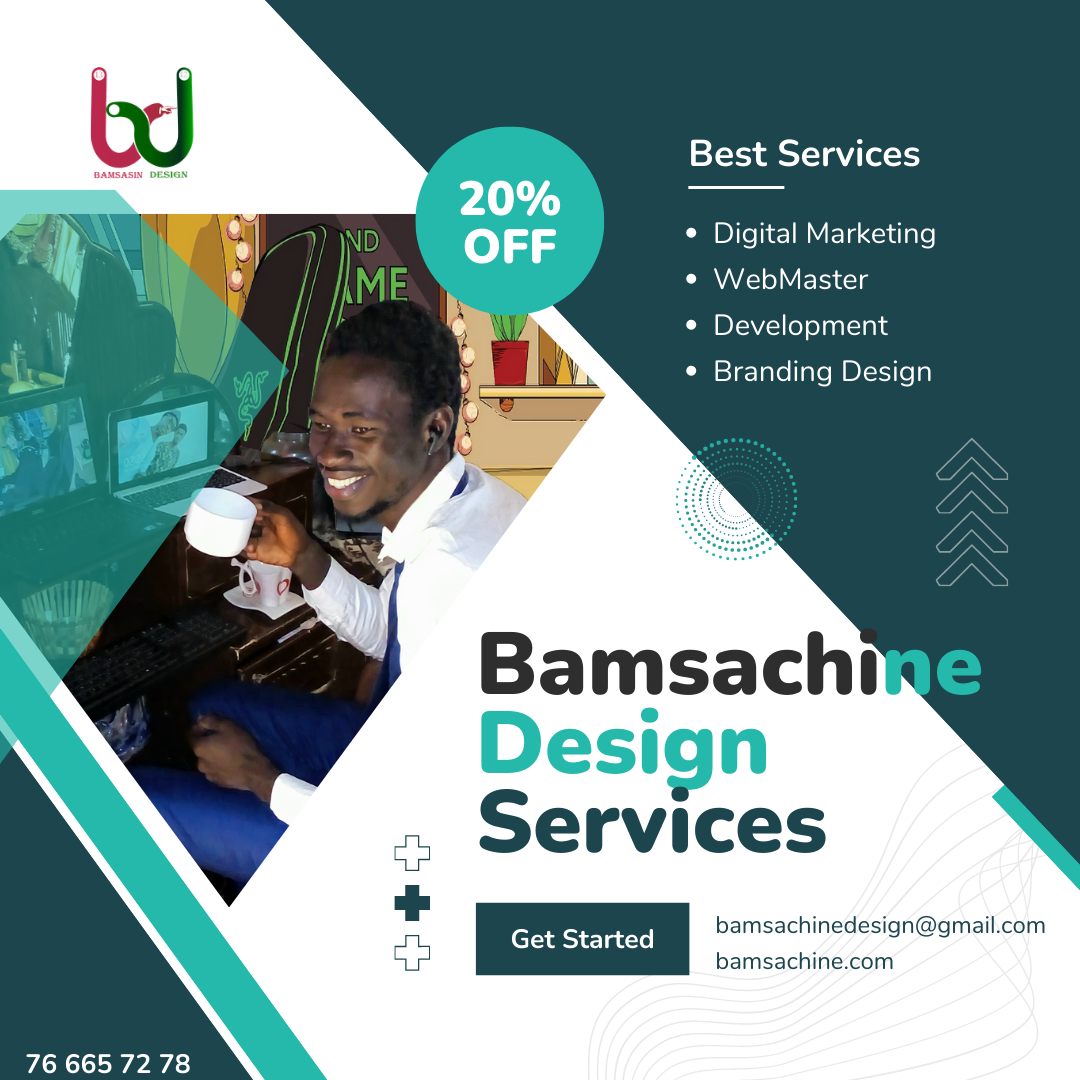 BAMSASIN DESIGN
20%
OFF
Best Services
Digital Marketing
WebMaster
Development
Branding Design
Bamsachine
Design
Services
Get Started
bamsachinedesign@gmail.com
bamsachine.com
76 665 72 78